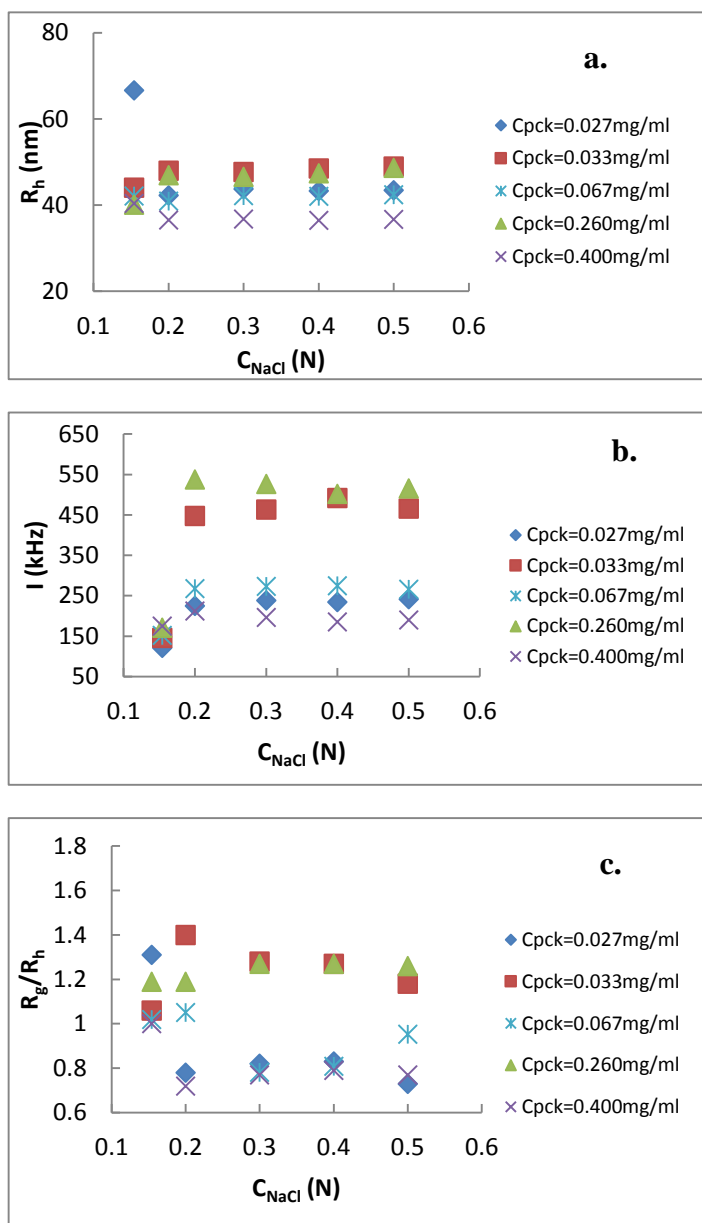 a.
80
60
40
20
R_h (nm)
0.1 0.2 0.3 0.4 0.5 0.6
C_NaCl (N)
Cpck=0.027mg/ml
Cpck=0.033mg/ml
Cpck=0.067mg/ml
Cpck=0.260mg/ml
Cpck=0.400mg/ml
b.
650
550
450
350
250
150
50
I (kHz)
0.1 0.2 0.3 0.4 0.5 0.6
C_NaCl (N)
Cpck=0.027mg/ml
Cpck=0.033mg/ml
Cpck=0.067mg/ml
Cpck=0.260mg/ml
Cpck=0.400mg/ml
c.
1.8
1.6
1.4
1.2
1
0.8
0.6
R_g/R_h
0.1 0.2 0.3 0.4 0.5 0.6
C_NaCl (N)
Cpck=0.027mg/ml
Cpck=0.033mg/ml
Cpck=0.067mg/ml
Cpck=0.260mg/ml
Cpck=0.400mg/ml